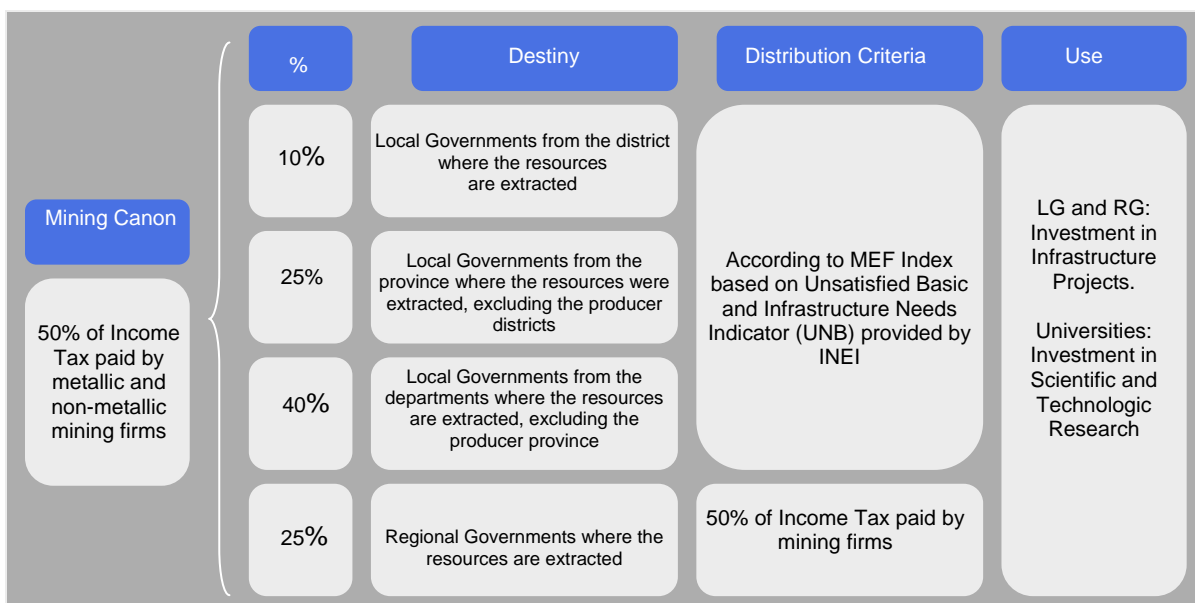 %
Destiny
Distribution Criteria
Use
Mining Canon
50% of Income
Tax paid by
metallic and
non-metallic
mining firms
10%
Local Governments from the district
where the resources
are extracted
25%
Local Governments from the
province where the resources were
extracted, excluding the producer
districts
40%
Local Governments from the
departments where the resources
are extracted, excluding the
producer province
25%
Regional Governments where the
resources are extracted
According to MEF Index
based on Unsatisfied Basic
and Infrastructure Needs
Indicator (UNB) provided by
INEI
50% of Income Tax paid by
mining firms
LG and RG:
Investment in
Infrastructure
Projects.
Universities:
Investment in
Scientific and
Technologic
Research